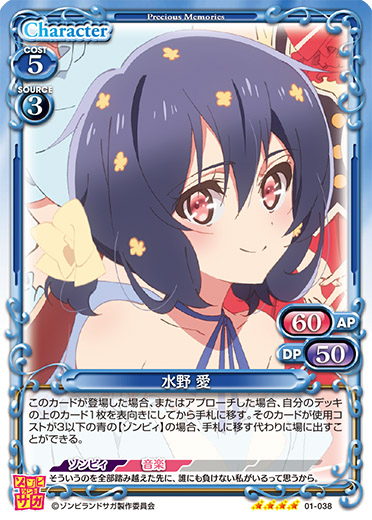 Precious Memories
Character
COST
5
SOURCE
3
60 AP
DP 50
水野 愛
このカードが登場した場合、またはアプローチした場合、自分のデッキ
の上のカード1枚を表向きにしてから手札に移す。そのカードが使用コ
ストが3以下の青の【ゾンビィ】の場合、手札に移す代わりに場に出すこ
とができる。
ゾンビィ 音楽
ゾンビ
ランド
サガ
そういうのを全部踏み越えた先に、誰にも負けない私がいるって思うから。
©ゾンビランドサガ製作委員会
01-038